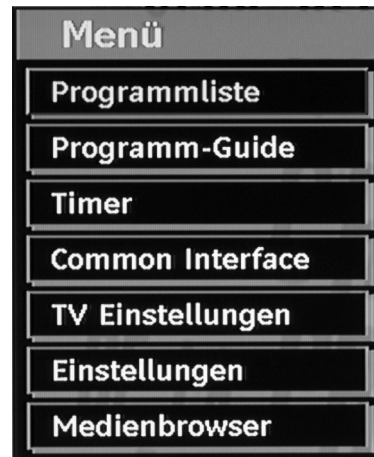 Menü
Programmliste
Programm-Guide
Timer
Common Interface
TV Einstellungen
Einstellungen
Medienbrowser